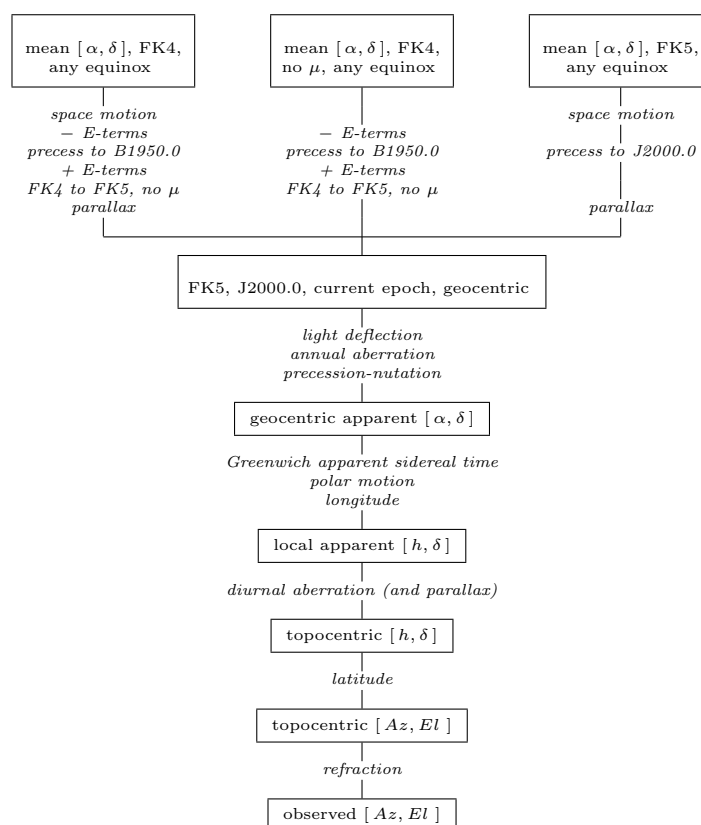 mean [ α, δ ], FK4,
any equinox
mean [ α, δ ], FK4,
no μ, any equinox
mean [ α, δ ], FK5,
any equinox
space motion
− E-terms
precess to B1950.0
+ E-terms
FK4 to FK5, no μ
parallax
− E-terms
precess to B1950.0
+ E-terms
FK4 to FK5, no μ
space motion
precess to J2000.0
parallax
FK5, J2000.0, current epoch, geocentric
light deflection
annual aberration
precession-nutation
geocentric apparent [ α, δ ]
Greenwich apparent sidereal time
polar motion
longitude
local apparent [ h, δ ]
diurnal aberration (and parallax)
topocentric [ h, δ ]
latitude
topocentric [ Az, El ]
refraction
observed [ Az, El ]